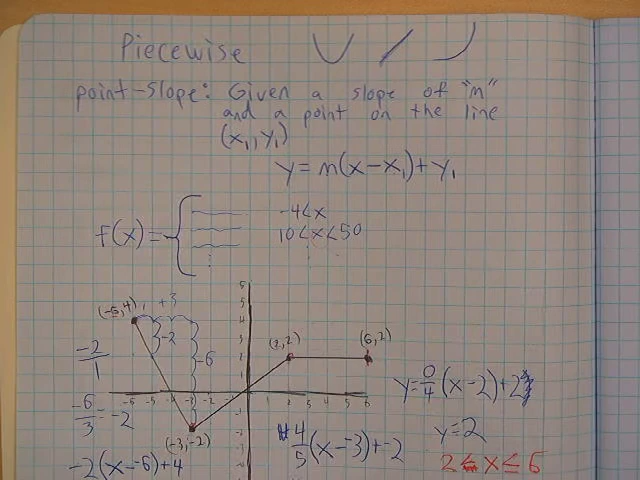 Piecewise
point-slope: Given a slope of "m"
and a point on the line
(x₁, y₁)
y = m(x - x₁) + y₁
f(x) =
-4 < x
10 < x < 50
(-6, 4)
+3
-2
-6
-2/1
-6/3 = -2
-2(x - -6) + 4
(-3, -2)
(2, 2)
(6, 2)
4/5 (x - -3) + -2
y = 0/4 (x - 2) + 2
y = 2
2 ≤ x ≤ 6